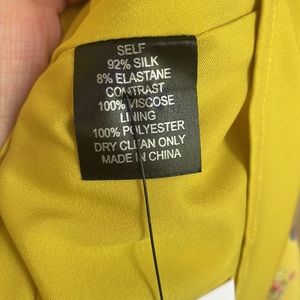 SELF
92% SILK
8% ELASTANE
CONTRAST
100% VISCOSE
LINING
100% POLYESTER
DRY CLEAN ONLY
MADE IN CHINA